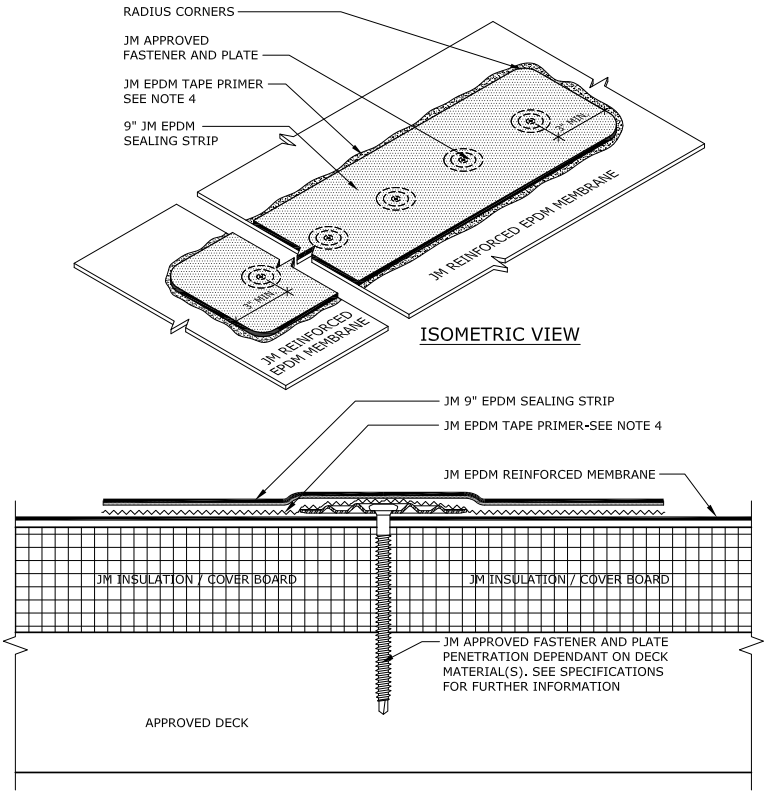 RADIUS CORNERS
JM APPROVED
FASTENER AND PLATE
JM EPDM TAPE PRIMER
SEE NOTE 4
9" JM EPDM
SEALING STRIP
3" MIN.
JM REINFORCED EPDM MEMBRANE
3" MIN.
JM REINFORCED
EPDM MEMBRANE
ISOMETRIC VIEW
JM 9" EPDM SEALING STRIP
JM EPDM TAPE PRIMER-SEE NOTE 4
JM EPDM REINFORCED MEMBRANE
JM INSULATION / COVER BOARD
JM INSULATION / COVER BOARD
JM APPROVED FASTENER AND PLATE
PENETRATION DEPENDANT ON DECK
MATERIAL(S). SEE SPECIFICATIONS
FOR FURTHER INFORMATION
APPROVED DECK